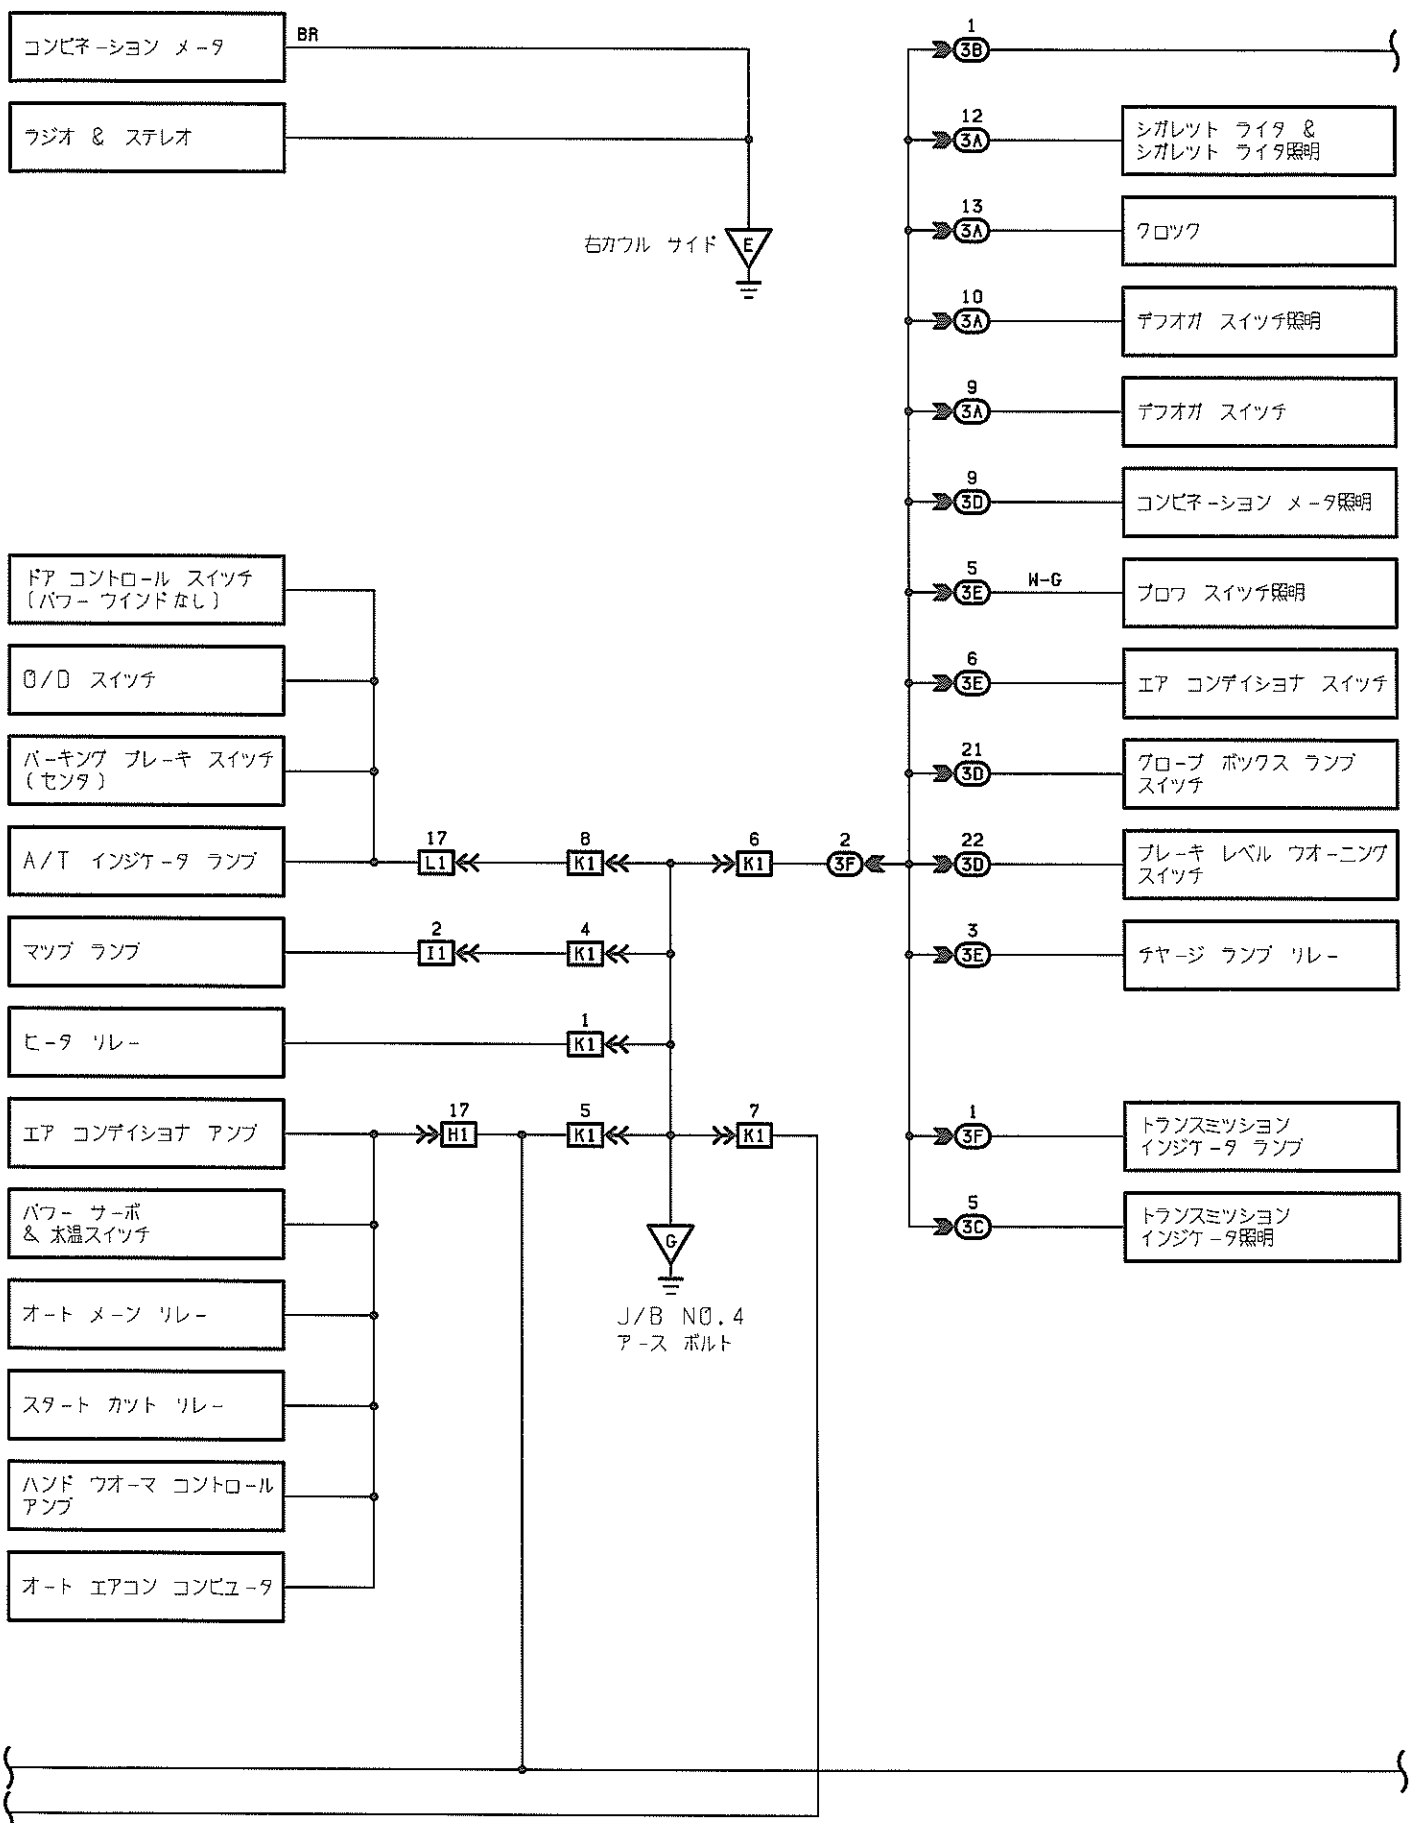 コンビネーション メータ
BR
ラジオ & ステレオ
右カウル サイド
E
ドア コントロール スイッチ
(パワー ウインドなし)
O/D スイッチ
パーキング ブレーキ スイッチ
(センタ)
A/T インジケータ ランプ
17
L1
8
K1
6
K1
2
3F
マップ ランプ
2
I1
4
K1
ヒータ リレー
1
K1
エア コンディショナ アンプ
17
H1
5
K1
7
K1
パワー サーボ
& 水温スイッチ
G
J/B NO.4
アース ボルト
オート メーン リレー
スタート カット リレー
ハンド ウオーマ コントロール
アンプ
オート エアコン コンピュータ
1
3B
12
3A
シガレット ライタ &
シガレット ライタ照明
13
3A
クロック
10
3A
デフオガ スイッチ照明
9
3A
デフオガ スイッチ
9
3D
コンビネーション メータ照明
5
3E
W-G
ブロワ スイッチ照明
6
3E
エア コンディショナ スイッチ
21
3D
グローブ ボックス ランプ
スイッチ
22
3D
ブレーキ レベル ウオーニング
スイッチ
3
3E
チヤージ ランプ リレー
1
3F
トランスミッション
インジケータ ランプ
5
3C
トランスミッション
インジケータ照明